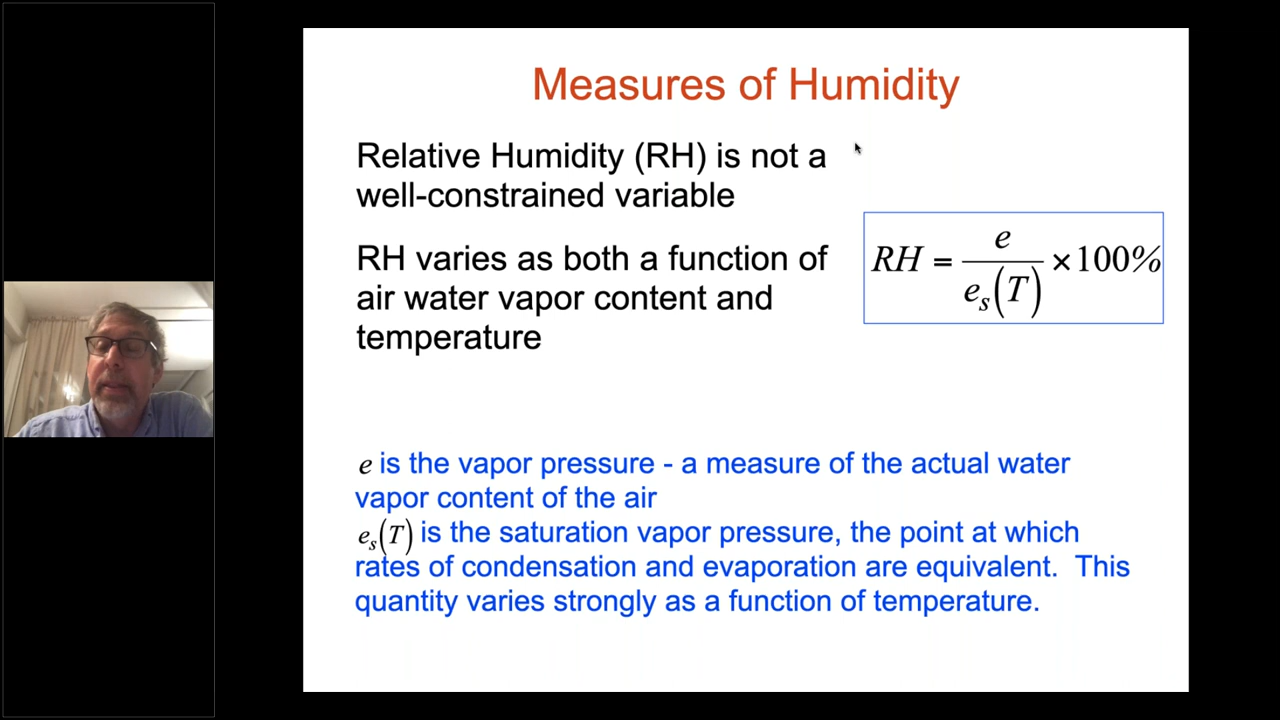 Measures of Humidity
Relative Humidity (RH) is not a
well-constrained variable
RH varies as both a function of
air water vapor content and
temperature
RH = e / e_s(T) ×100%
e is the vapor pressure - a measure of the actual water
vapor content of the air
e_s(T) is the saturation vapor pressure, the point at which
rates of condensation and evaporation are equivalent. This
quantity varies strongly as a function of temperature.